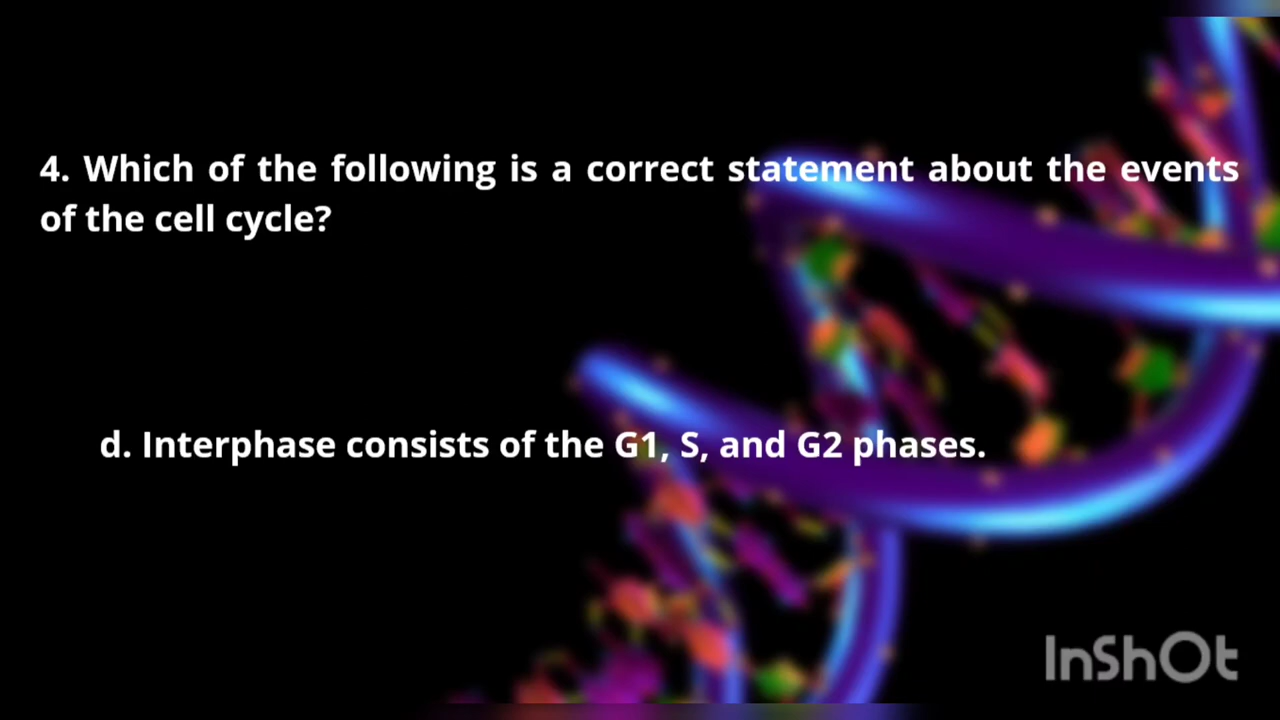 4. Which of the following is a correct statement about the events
of the cell cycle?
d. Interphase consists of the G1, S, and G2 phases.
InShOt